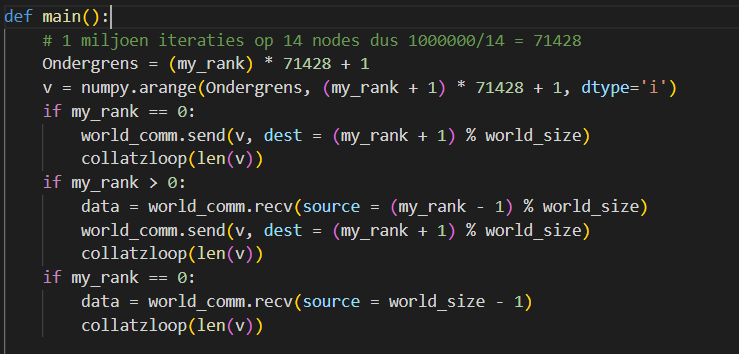 def main():
# 1 miljoen iteraties op 14 nodes dus 1000000/14 = 71428
Ondergrens = (my_rank) * 71428 + 1
v = numpy.arange(Ondergrens, (my_rank + 1) * 71428 + 1, dtype='i')
if my_rank == 0:
world_comm.send(v, dest = (my_rank + 1) % world_size)
collatzloop(len(v))
if my_rank > 0:
data = world_comm.recv(source = (my_rank - 1) % world_size)
world_comm.send(v, dest = (my_rank + 1) % world_size)
collatzloop(len(v))
if my_rank == 0:
data = world_comm.recv(source = world_size - 1)
collatzloop(len(v))